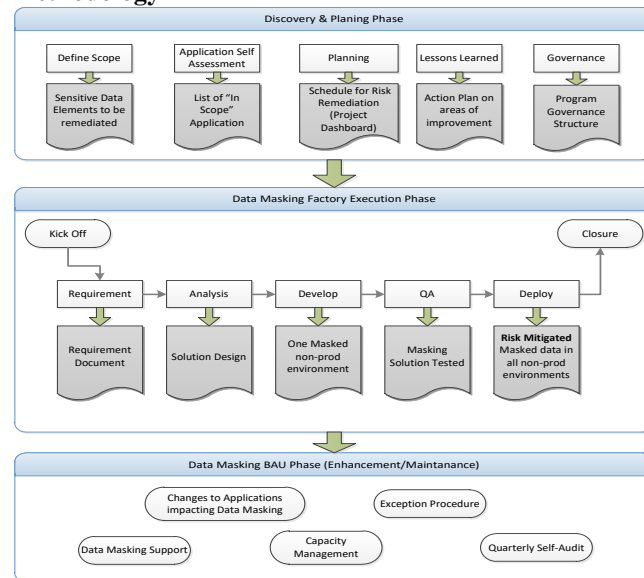 Discovery & Planing Phase
Define Scope
Application Self
Assessment
Planning
Lessons Learned
Governance
Sensitive Data
Elements to be
remediated
List of “In
Scope”
Application
Schedule for Risk
Remediation
(Project
Dashboard)
Action Plan on
areas of
improvement
Program
Governance
Structure
Data Masking Factory Execution Phase
Kick Off
Closure
Requirement
Analysis
Develop
QA
Deploy
Requirement
Document
Solution Design
One Masked
non-prod
environment
Masking
Solution Tested
Risk Mitigated
Masked data in
all non-prod
environments
Data Masking BAU Phase (Enhancement/Maintanance)
Changes to Applications
impacting Data Masking
Exception Procedure
Data Masking Support
Capacity
Management
Quarterly Self-Audit